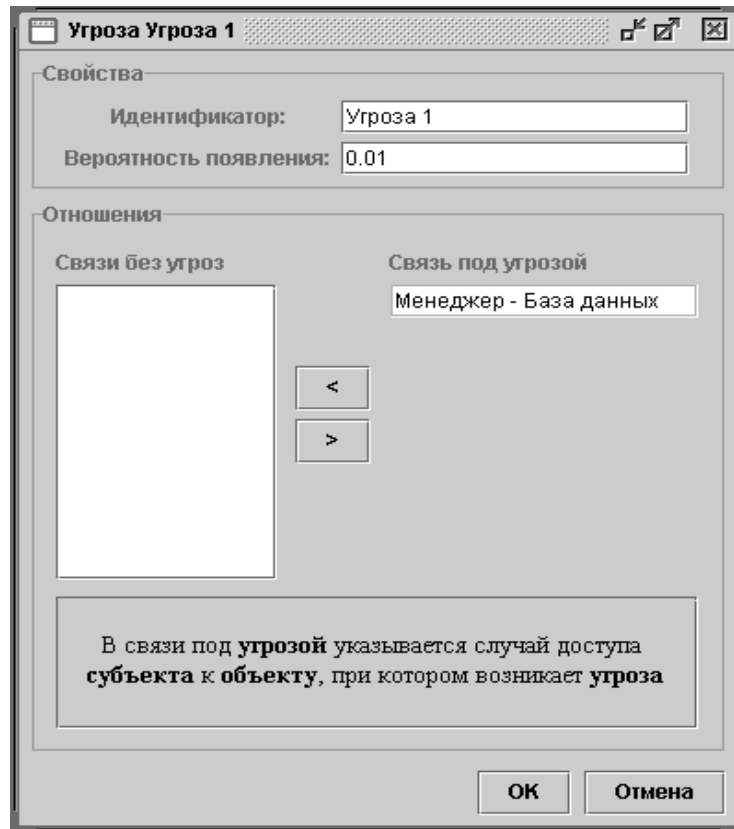 Угроза Угроза 1
Свойства
Идентификатор: Угроза 1
Вероятность появления: 0.01
Отношения
Связи без угроз Связь под угрозой
Менеджер - База данных
<
>
В связи под угрозой указывается случай доступа
субъекта к объекту, при котором возникает угроза
OK Отмена